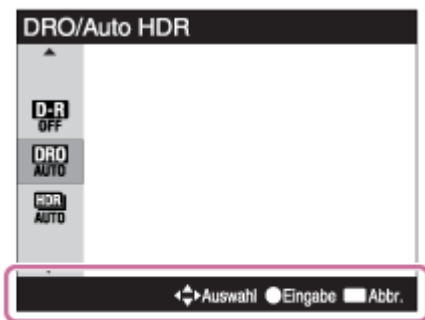 DRO/Auto HDR
D-R
OFF
DRO
AUTO
HDR
AUTO
Auswahl Eingabe Abbr.